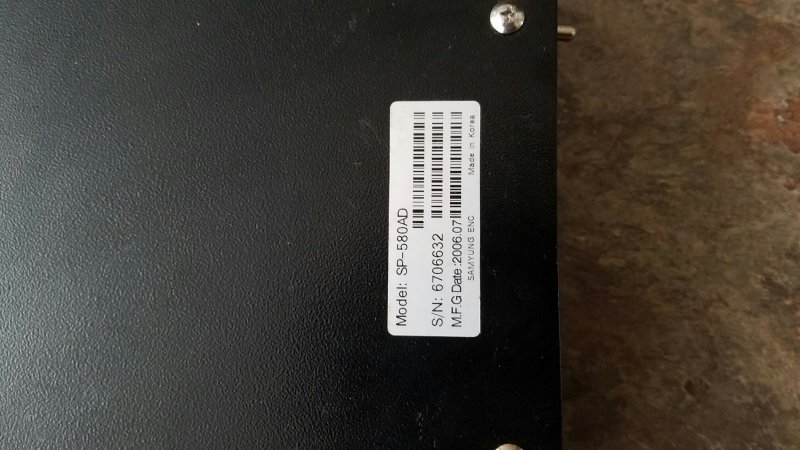 Model: SP-580AD
S/N: 6706632
M.F.G Date:2006.07
SAMYUNG ENC Made in Korea